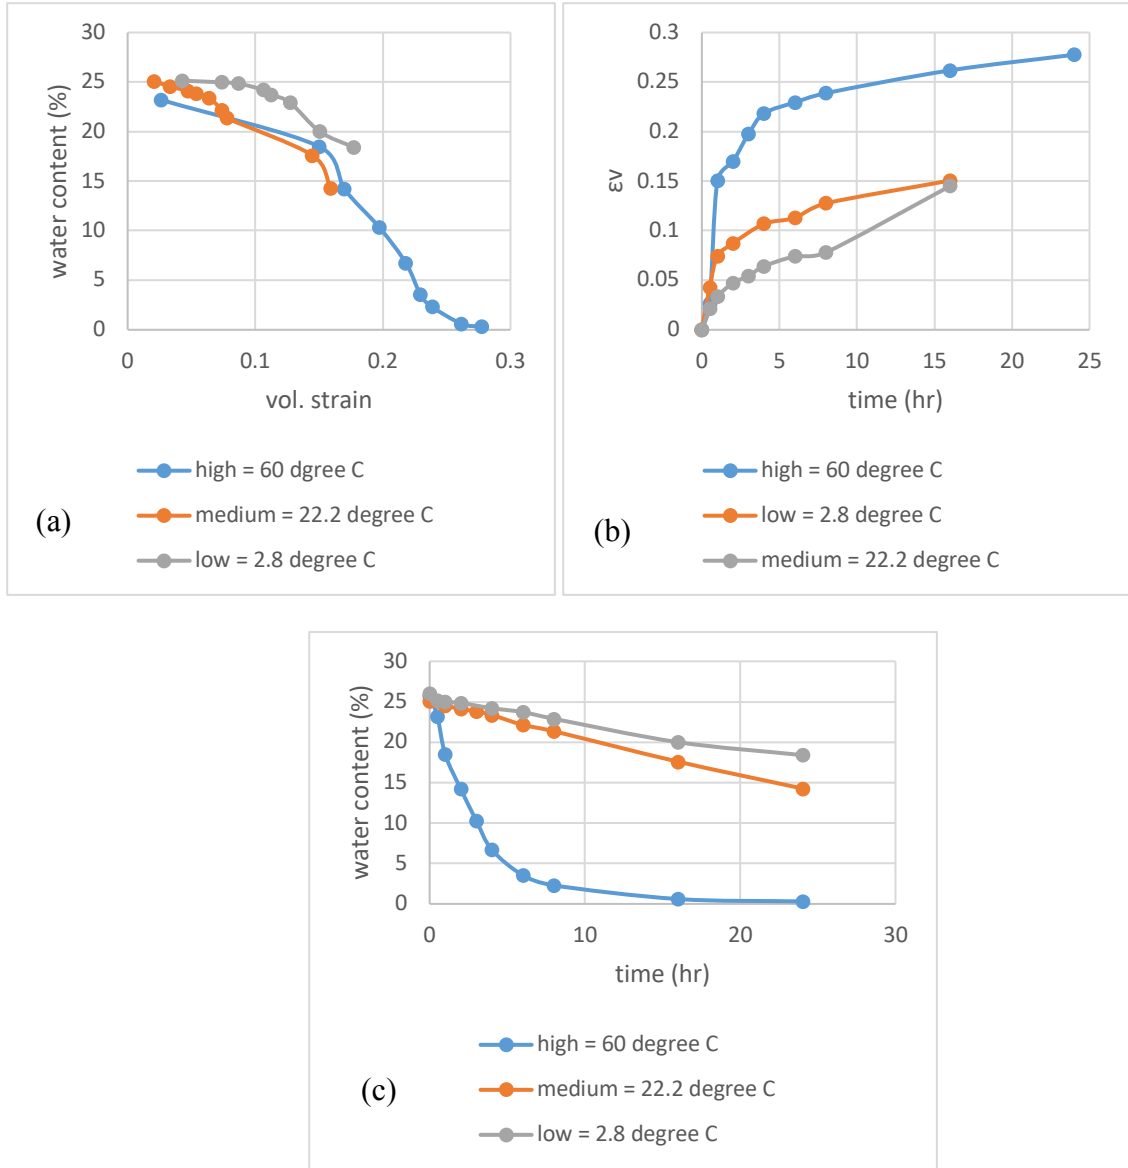 30
25
20
15
10
5
0
water content (%)
0
0.1
0.2
0.3
vol. strain
high = 60 dgree C
medium = 22.2 degree C
low = 2.8 degree C
(a)
0.3
0.25
0.2
0.15
0.1
0.05
0
εv
0
5
10
15
20
25
time (hr)
high = 60 degree C
low = 2.8 degree C
medium = 22.2 degree C
(b)
30
25
20
15
10
5
0
water content (%)
0
10
20
30
time (hr)
high = 60 degree C
medium = 22.2 degree C
low = 2.8 degree C
(c)